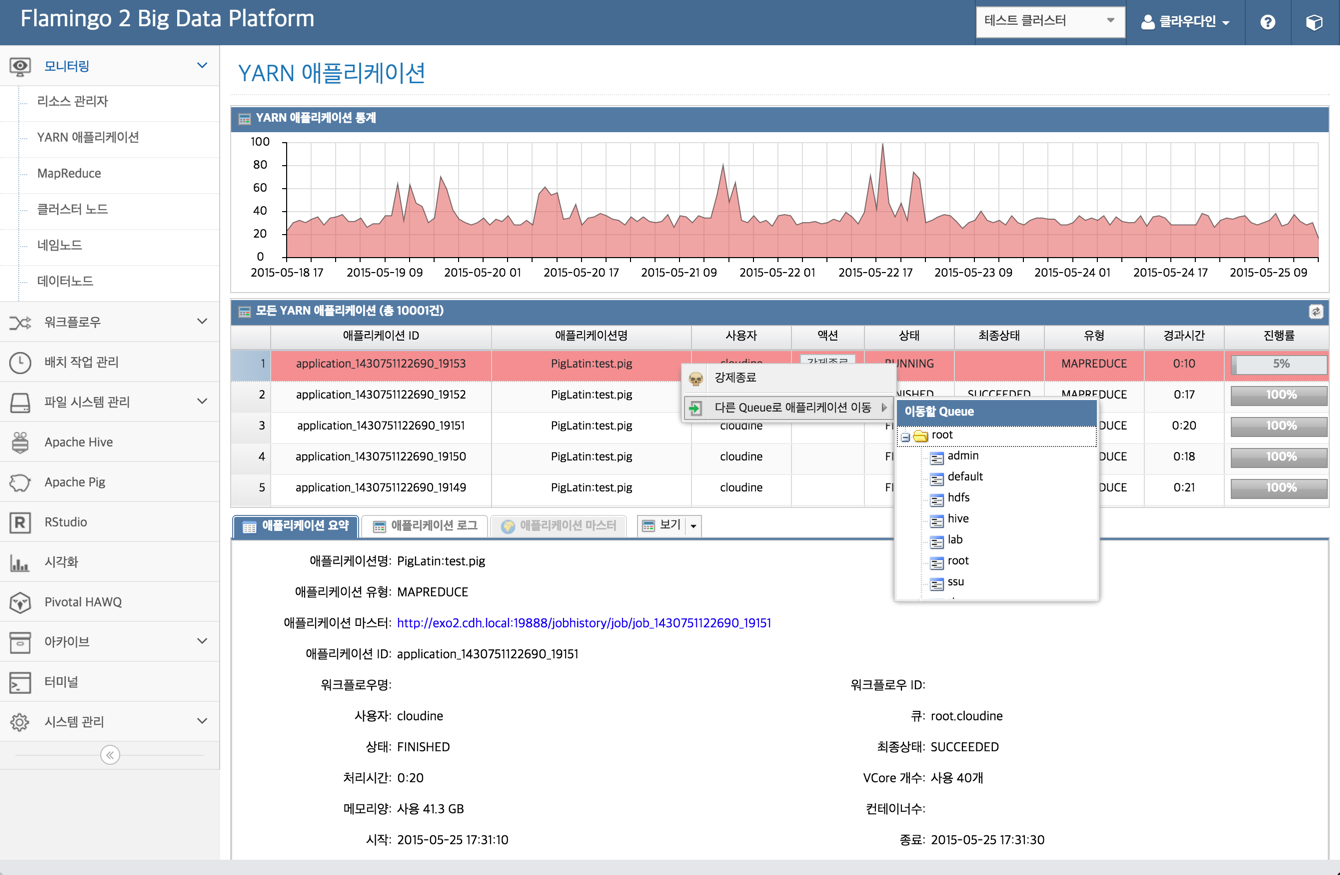 Flamingo 2 Big Data Platform
테스트 클러스터
클라우다인
모니터링
리소스 관리자
YARN 애플리케이션
MapReduce
클러스터 노드
네임노드
데이터노드
워크플로우
배치 작업 관리
파일 시스템 관리
Apache Hive
Apache Pig
RStudio
시각화
Pivotal HAWQ
아카이브
터미널
시스템 관리
YARN 애플리케이션
YARN 애플리케이션 통계
100
80
60
40
20
0
2015-05-18 17 2015-05-19 09 2015-05-20 01 2015-05-20 17 2015-05-21 09 2015-05-22 01 2015-05-22 17 2015-05-23 09 2015-05-24 01 2015-05-24 17 2015-05-25 09
모든 YARN 애플리케이션 (총 10001건)
애플리케이션 ID 애플리케이션명 사용자 액션 상태 최종상태 유형 경과시간 진행률
1 application_1430751122690_19153 PigLatin:test.pig cloudine 강제종료 RUNNING MAPREDUCE 0:10 5%
2 application_1430751122690_19152 PigLatin:test.pig FINISHED SUCCEEDED MAPREDUCE 0:17 100%
3 application_1430751122690_19151 PigLatin:test.pig cloudine DUCE 0:20 100%
4 application_1430751122690_19150 PigLatin:test.pig cloudine DUCE 0:18 100%
5 application_1430751122690_19149 PigLatin:test.pig cloudine DUCE 0:21 100%
강제종료
다른 Queue로 애플리케이션 이동
이동할 Queue
root
admin
default
hdfs
hive
lab
root
ssu
애플리케이션 요약 애플리케이션 로그 애플리케이션 마스터 보기
애플리케이션명: PigLatin:test.pig
애플리케이션 유형: MAPREDUCE
애플리케이션 마스터: http://exo2.cdh.local:19888/jobhistory/job/job_1430751122690_19151
애플리케이션 ID: application_1430751122690_19151
워크플로우명: 워크플로우 ID:
사용자: cloudine 큐: root.cloudine
상태: FINISHED 최종상태: SUCCEEDED
처리시간: 0:20 VCore 개수: 사용 40개
메모리양: 사용 41.3 GB 컨테이너수:
시작: 2015-05-25 17:31:10 종료: 2015-05-25 17:31:30